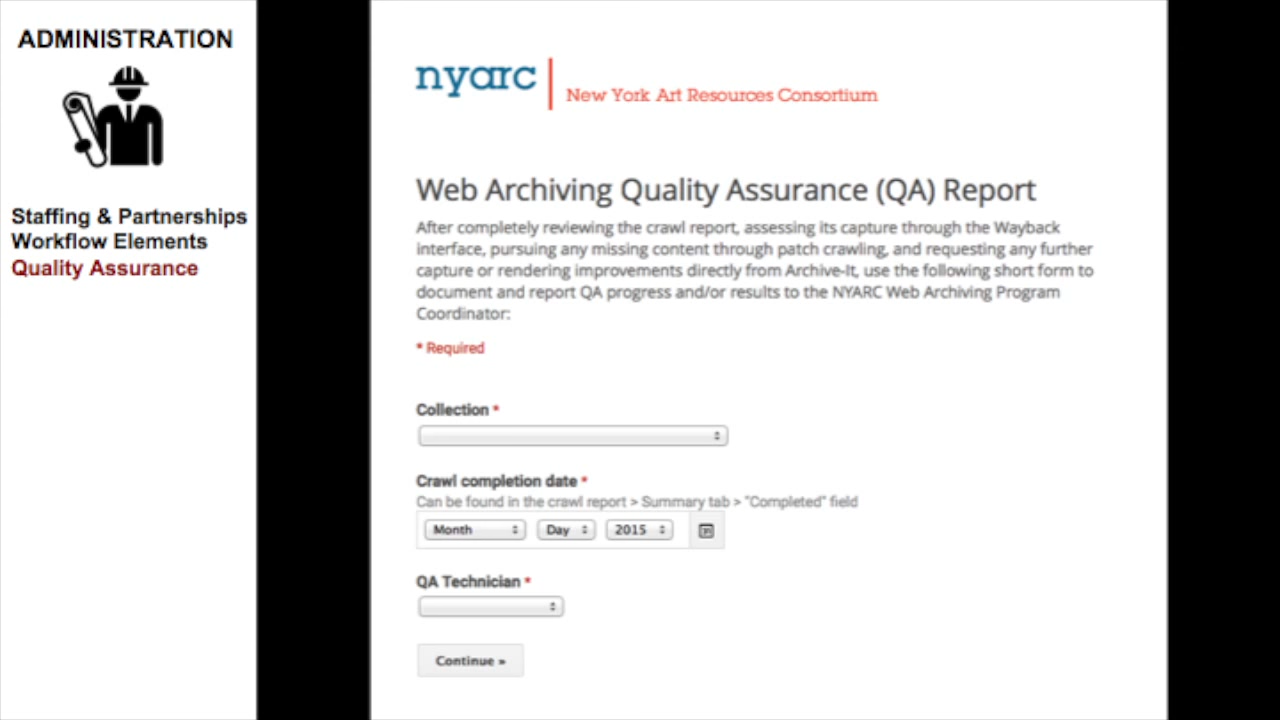 ADMINISTRATION
Staffing & Partnerships
Workflow Elements
Quality Assurance
nyarc
New York Art Resources Consortium
Web Archiving Quality Assurance (QA) Report
After completely reviewing the crawl report, assessing its capture through the Wayback
interface, pursuing any missing content through patch crawling, and requesting any further
capture or rendering improvements directly from Archive-It, use the following short form to
document and report QA progress and/or results to the NYARC Web Archiving Program
Coordinator:
* Required
Collection *
Crawl completion date *
Can be found in the crawl report > Summary tab > "Completed" field
Month Day 2015
QA Technician *
Continue »